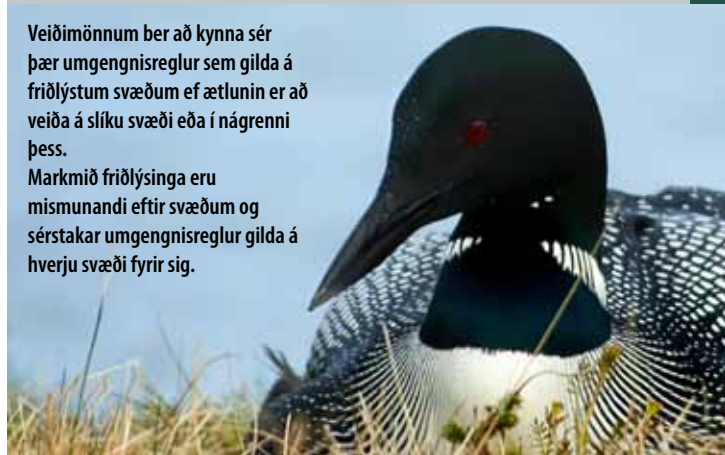 Veiðimönnum ber að kynna sér
þær umgengnisreglur sem gilda á
friðlýstum svæðum ef ætlunin er að
veiða á slíku svæði eða í nágrenni
þess.
Markmið friðlýsinga eru
mismunandi eftir svæðum og
sérstakar umgengnisreglur gilda á
hverju svæði fyrir sig.